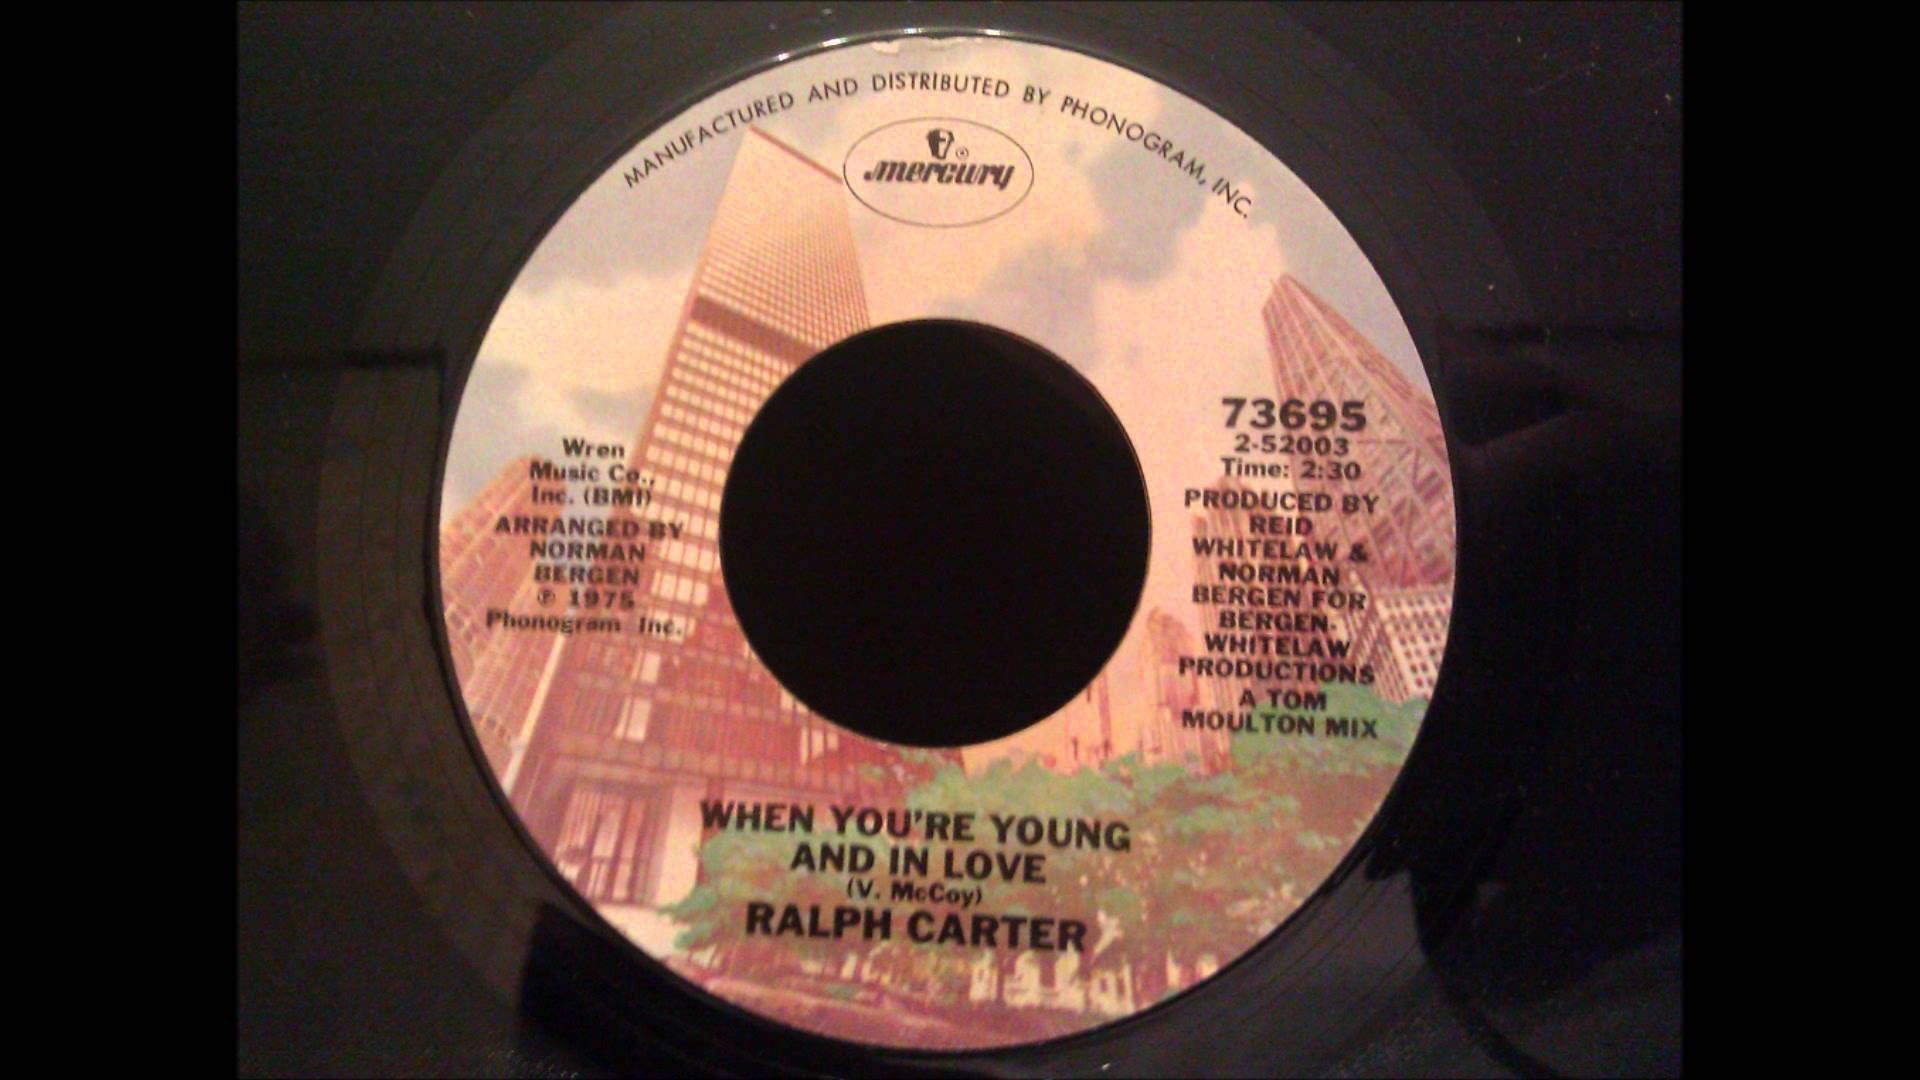 MANUFACTURED AND DISTRIBUTED BY PHONOGRAM, INC.
mercury
Wren
Music Co.,
Inc. (BMI)
ARRANGED BY
NORMAN
BERGEN
℗ 1975
Phonogram Inc.
73695
2-52003
Time: 2:30
PRODUCED BY
REID
WHITELAW &
NORMAN
BERGEN FOR
BERGEN-
WHITELAW
PRODUCTIONS
A TOM
MOULTON MIX
WHEN YOU'RE YOUNG
AND IN LOVE
(V. McCoy)
RALPH CARTER